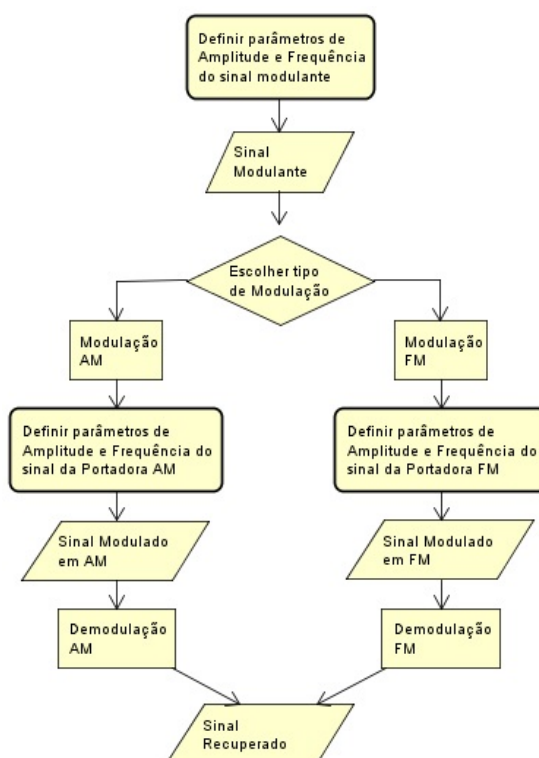 Definir parâmetros de
Amplitude e Frequência
do sinal modulante
Sinal
Modulante
Escolher tipo
de Modulação
Modulação
AM
Modulação
FM
Definir parâmetros de
Amplitude e Frequência do
sinal da Portadora AM
Definir parâmetros de
Amplitude e Frequência do
sinal da Portadora FM
Sinal Modulado
em AM
Sinal Modulado
em FM
Demodulação
AM
Demodulação
FM
Sinal
Recuperado